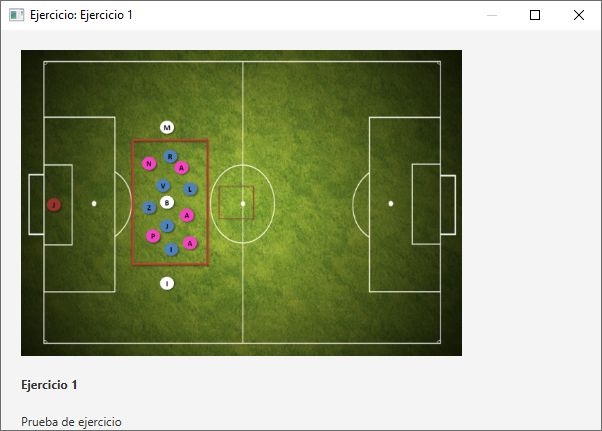 Ejercicio: Ejercicio 1
M
R
N A
V L
J B
Z
A
J
P A
I
I
Ejercicio 1
Prueba de ejercicio